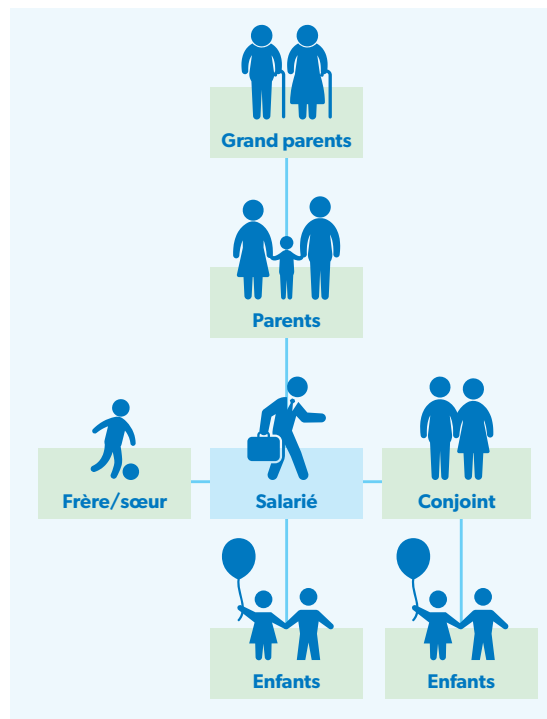 Grand parents
Parents
Frère/sœur
Salarié
Conjoint
Enfants
Enfants